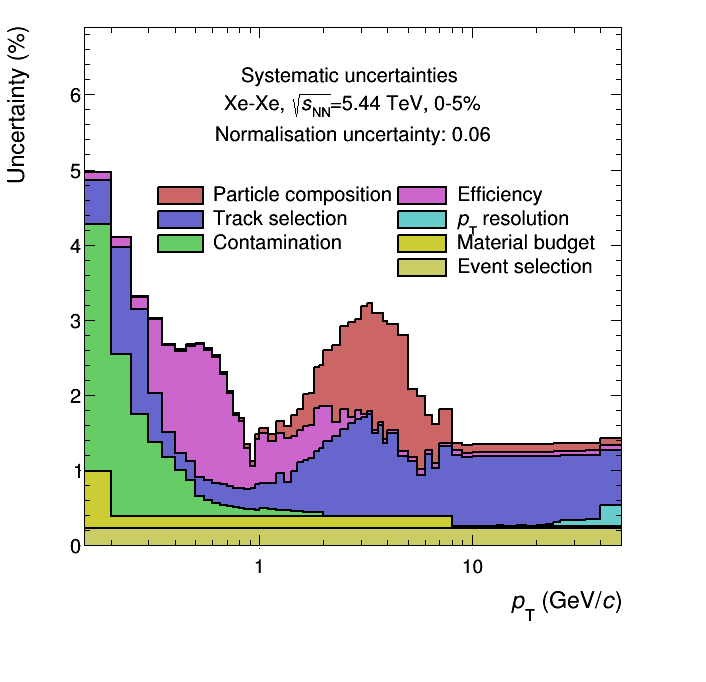 Uncertainty (%)
Systematic uncertainties
Xe-Xe, √sNN=5.44 TeV, 0-5%
Normalisation uncertainty: 0.06
Particle composition
Track selection
Contamination
Efficiency
pT resolution
Material budget
Event selection
6
5
4
3
2
1
0
1
10
pT (GeV/c)